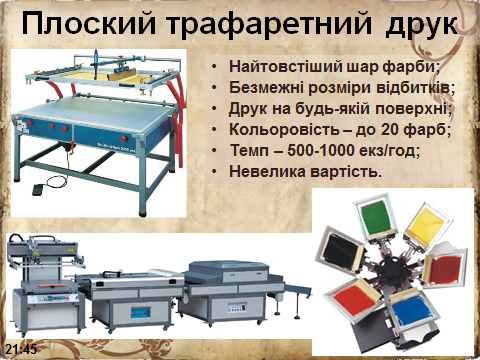 Плоский трафаретний друк
• Найтовстіший шар фарби;
• Безмежні розміри відбитків;
• Друк на будь-якій поверхні;
• Кольоровість – до 20 фарб;
• Темп – 500-1000 екз/год;
• Невелика вартість.
21:45